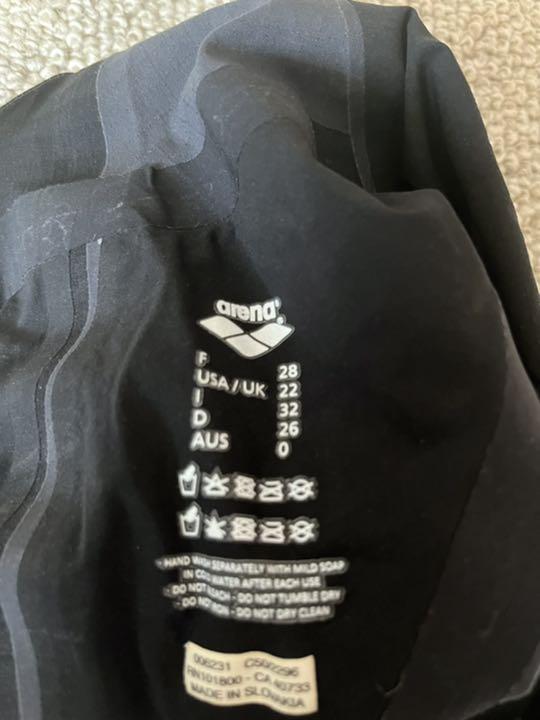 arena
F 28
USA / UK 22
I 32
D 26
AUS 0
- HAND WASH SEPARATELY WITH MILD SOAP
IN COLD WATER AFTER EACH USE
- DO NOT BLEACH - DO NOT TUMBLE DRY
- DO NOT IRON - DO NOT DRY CLEAN
006231 CS00296
RN101800 - CA 40733
MADE IN SLOVAKIA